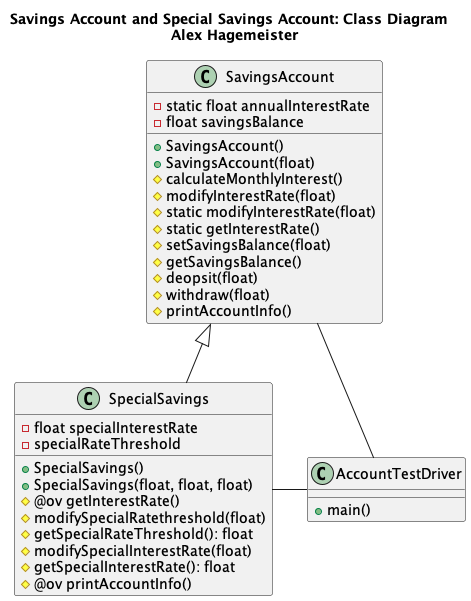 Savings Account and Special Savings Account: Class Diagram
Alex Hagemeister
C SavingsAccount
static float annualInterestRate
float savingsBalance
SavingsAccount()
SavingsAccount(float)
calculateMonthlyInterest()
modifyInterestRate(float)
static modifyInterestRate(float)
static getInterestRate()
setSavingsBalance(float)
getSavingsBalance()
deopsit(float)
withdraw(float)
printAccountInfo()
C SpecialSavings
float specialInterestRate
specialRateThreshold
SpecialSavings()
SpecialSavings(float, float, float)
@ov getInterestRate()
modifySpecialRatethreshold(float)
getSpecialRateThreshold(): float
modifySpecialInterestRate(float)
getSpecialInterestRate(): float
@ov printAccountInfo()
C AccountTestDriver
main()